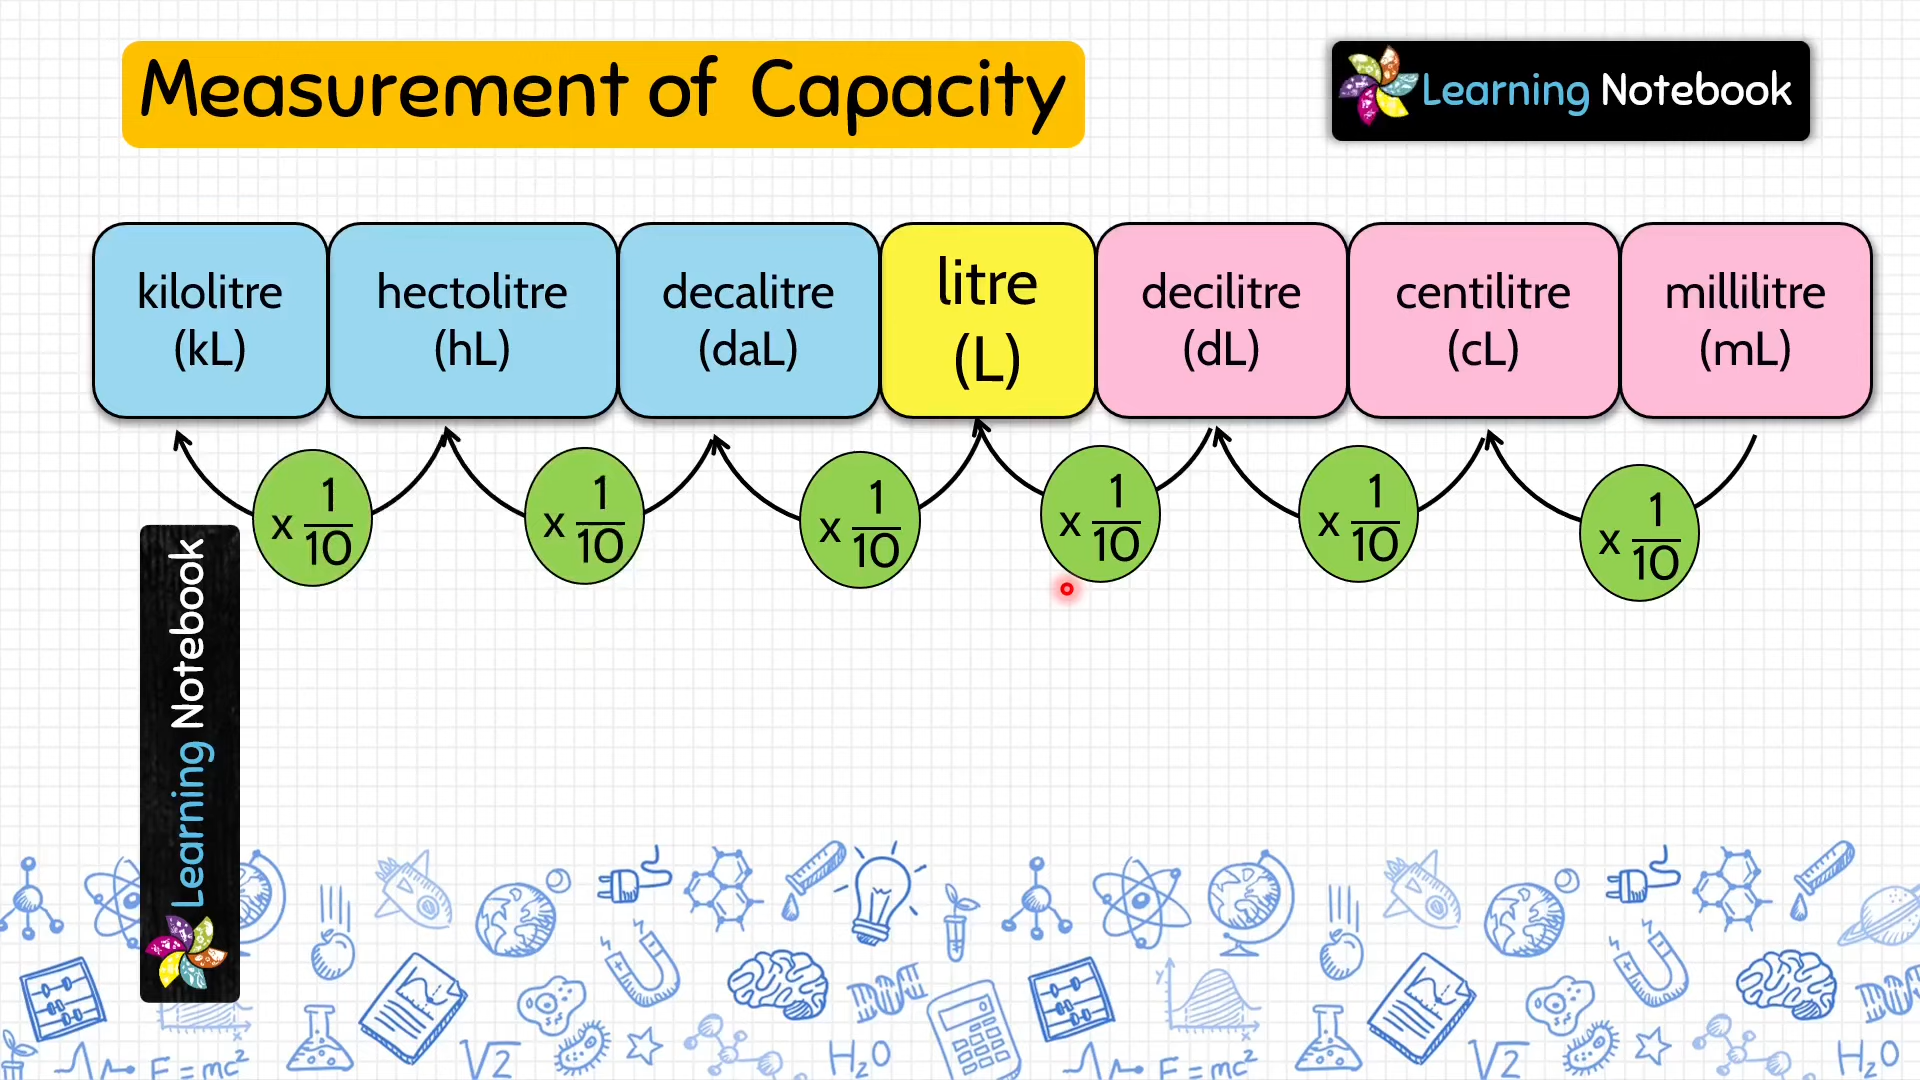 Measurement of Capacity
Learning Notebook
kilolitre
(kL)
hectolitre
(hL)
decalitre
(daL)
litre
(L)
decilitre
(dL)
centilitre
(cL)
millilitre
(mL)
x 1/10
x 1/10
x 1/10
x 1/10
x 1/10
x 1/10
Learning Notebook
F=mc²
√2
H₂O
F=mc²
√2
H₂O
y
x
x